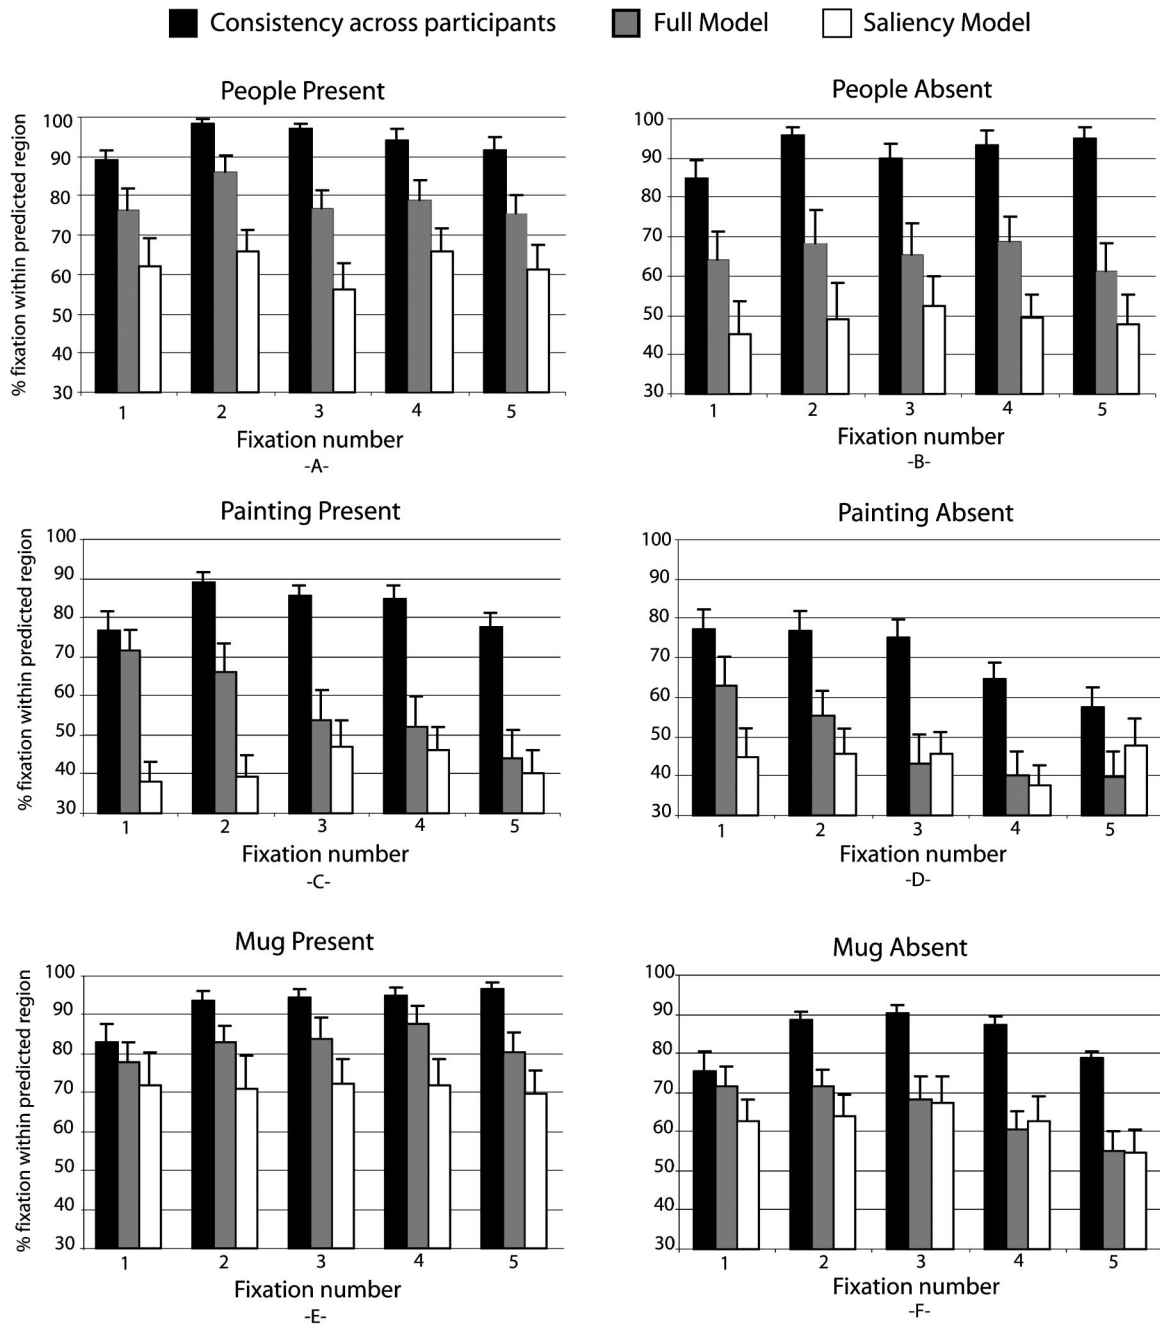 Consistency across participants Full Model Saliency Model
People Present
% fixation within predicted region
100
90
80
70
60
50
40
30
1 2 3 4 5
Fixation number
-A-
People Absent
100
90
80
70
60
50
40
30
1 2 3 4 5
Fixation number
-B-
Painting Present
% fixation within predicted region
100
90
80
70
60
50
40
30
1 2 3 4 5
Fixation number
-C-
Painting Absent
100
90
80
70
60
50
40
30
1 2 3 4 5
Fixation number
-D-
Mug Present
% fixation within predicted region
100
90
80
70
60
50
40
30
1 2 3 4 5
Fixation number
-E-
Mug Absent
100
90
80
70
60
50
40
30
1 2 3 4 5
Fixation number
-F-